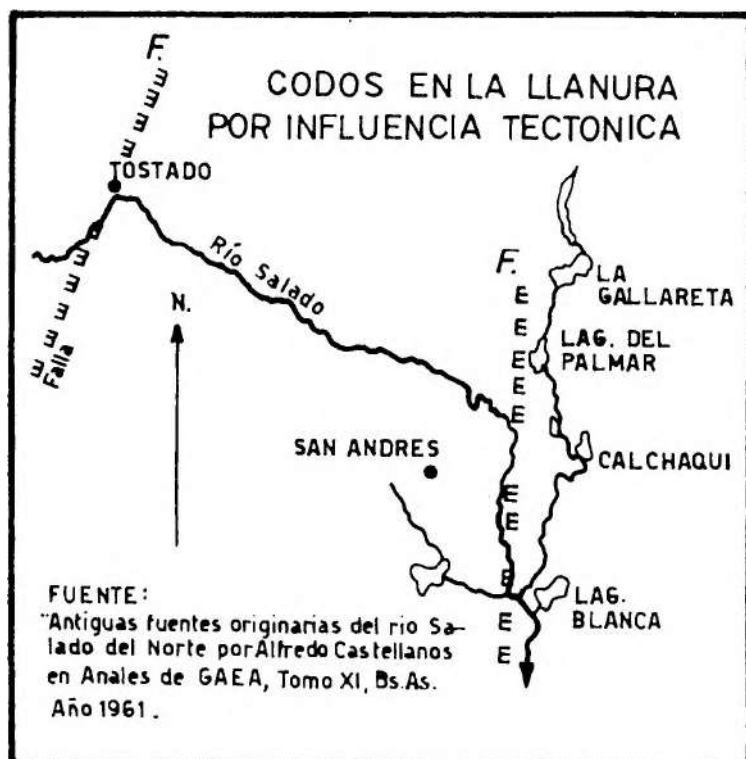 CODOS EN LA LLANURA
POR INFLUENCIA TECTONICA
F.
E E E E E
TOSTADO
E E E E E E
Falla
Río Salado
N.
F.
E
E
E
E
E
LA
GALLARETA
LAG. DEL
PALMAR
SAN ANDRES
CALCHAQUI
E
E E
E
E
E
LAG.
BLANCA
FUENTE:
"Antiguas fuentes originarias del rio Sa-
lado del Norte por Alfredo Castellanos
en Anales de GAEA, Tomo XI, Bs. As.
Año 1961.